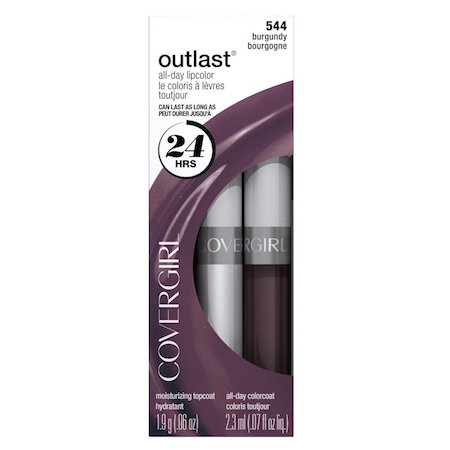 544
burgundy
bourgogne
outlast®
all-day lipcolor
le coloris à lèvres
toutjour
CAN LAST AS LONG AS
PEUT DURER JUSQU'À
24
HRS
COVERGIRL
COVERGIRL
moisturizing topcoat
hydratant
1.9 g (.06 oz)
all-day colorcoat
coloris toutjour
2.3 ml (.07 fl oz liq.)